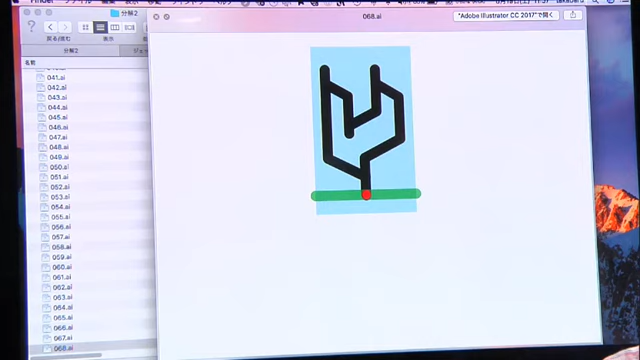 Finder
分解2
068.ai
"Adobe Illustrator CC 2017"で開く
戻る/進む
表示
分解2
名前
041.ai
042.ai
043.ai
044.ai
045.ai
046.ai
047.ai
048.ai
049.ai
050.ai
051.ai
052.ai
053.ai
054.ai
055.ai
056.ai
057.ai
058.ai
059.ai
060.ai
061.ai
062.ai
063.ai
064.ai
065.ai
066.ai
067.ai
068.ai